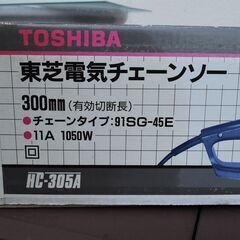 TOSHIBA
東芝電気チェーンソー
300mm(有効切断長)
●チェーンタイプ:91SG-45E
●11A 1050W
HC-305A